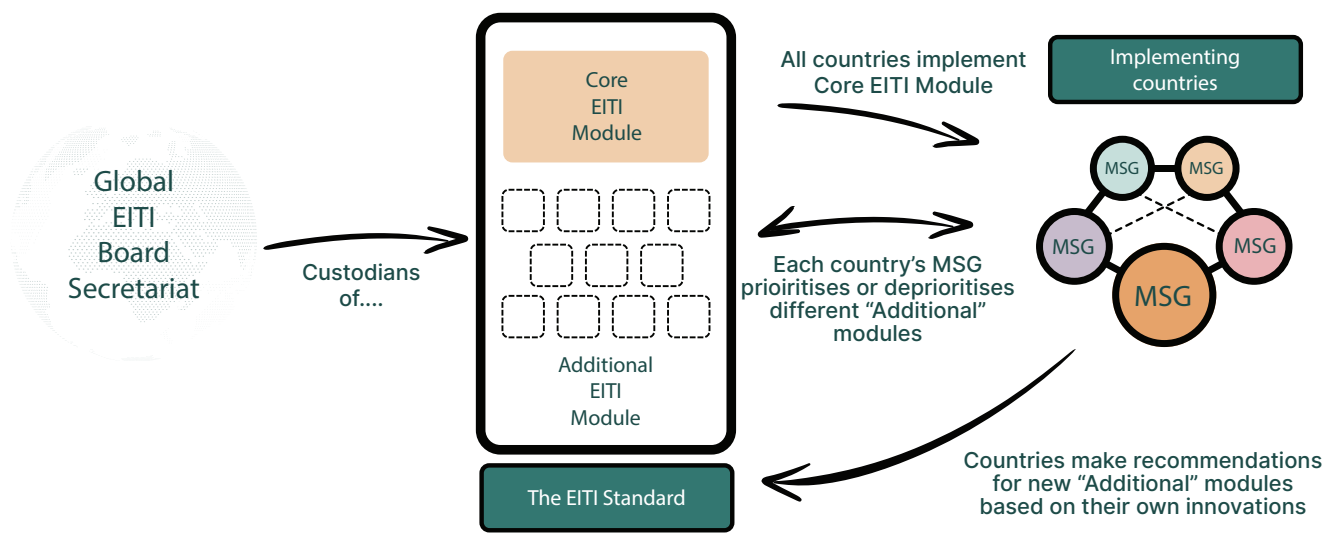 Global
EITI
Board
Secretariat
Custodians
of....
Core
EITI
Module
Additional
EITI
Module
The EITI Standard
All countries implement
Core EITI Module
Each country’s MSG
prioiritises or deprioritises
different “Additional”
modules
Countries make recommendations
for new “Additional” modules
based on their own innovations
Implementing
countries
MSG
MSG
MSG
MSG
MSG